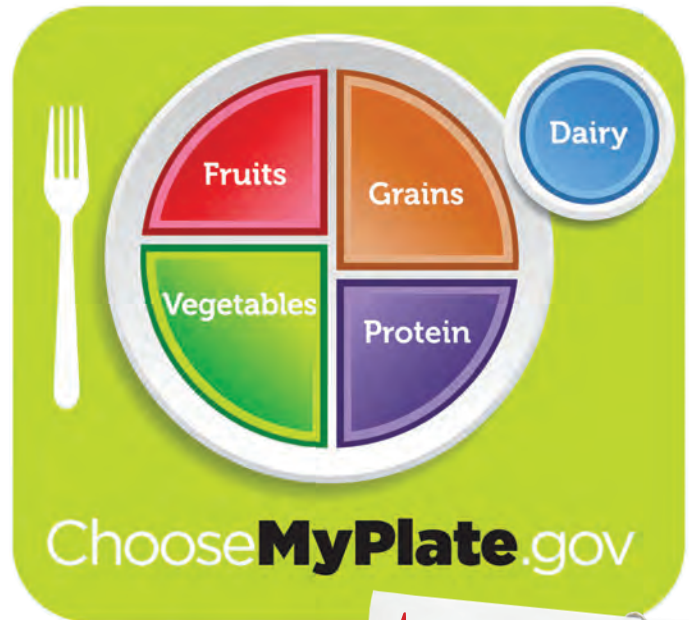 Fruits
Grains
Dairy
Vegetables
Protein
ChooseMyPlate.gov